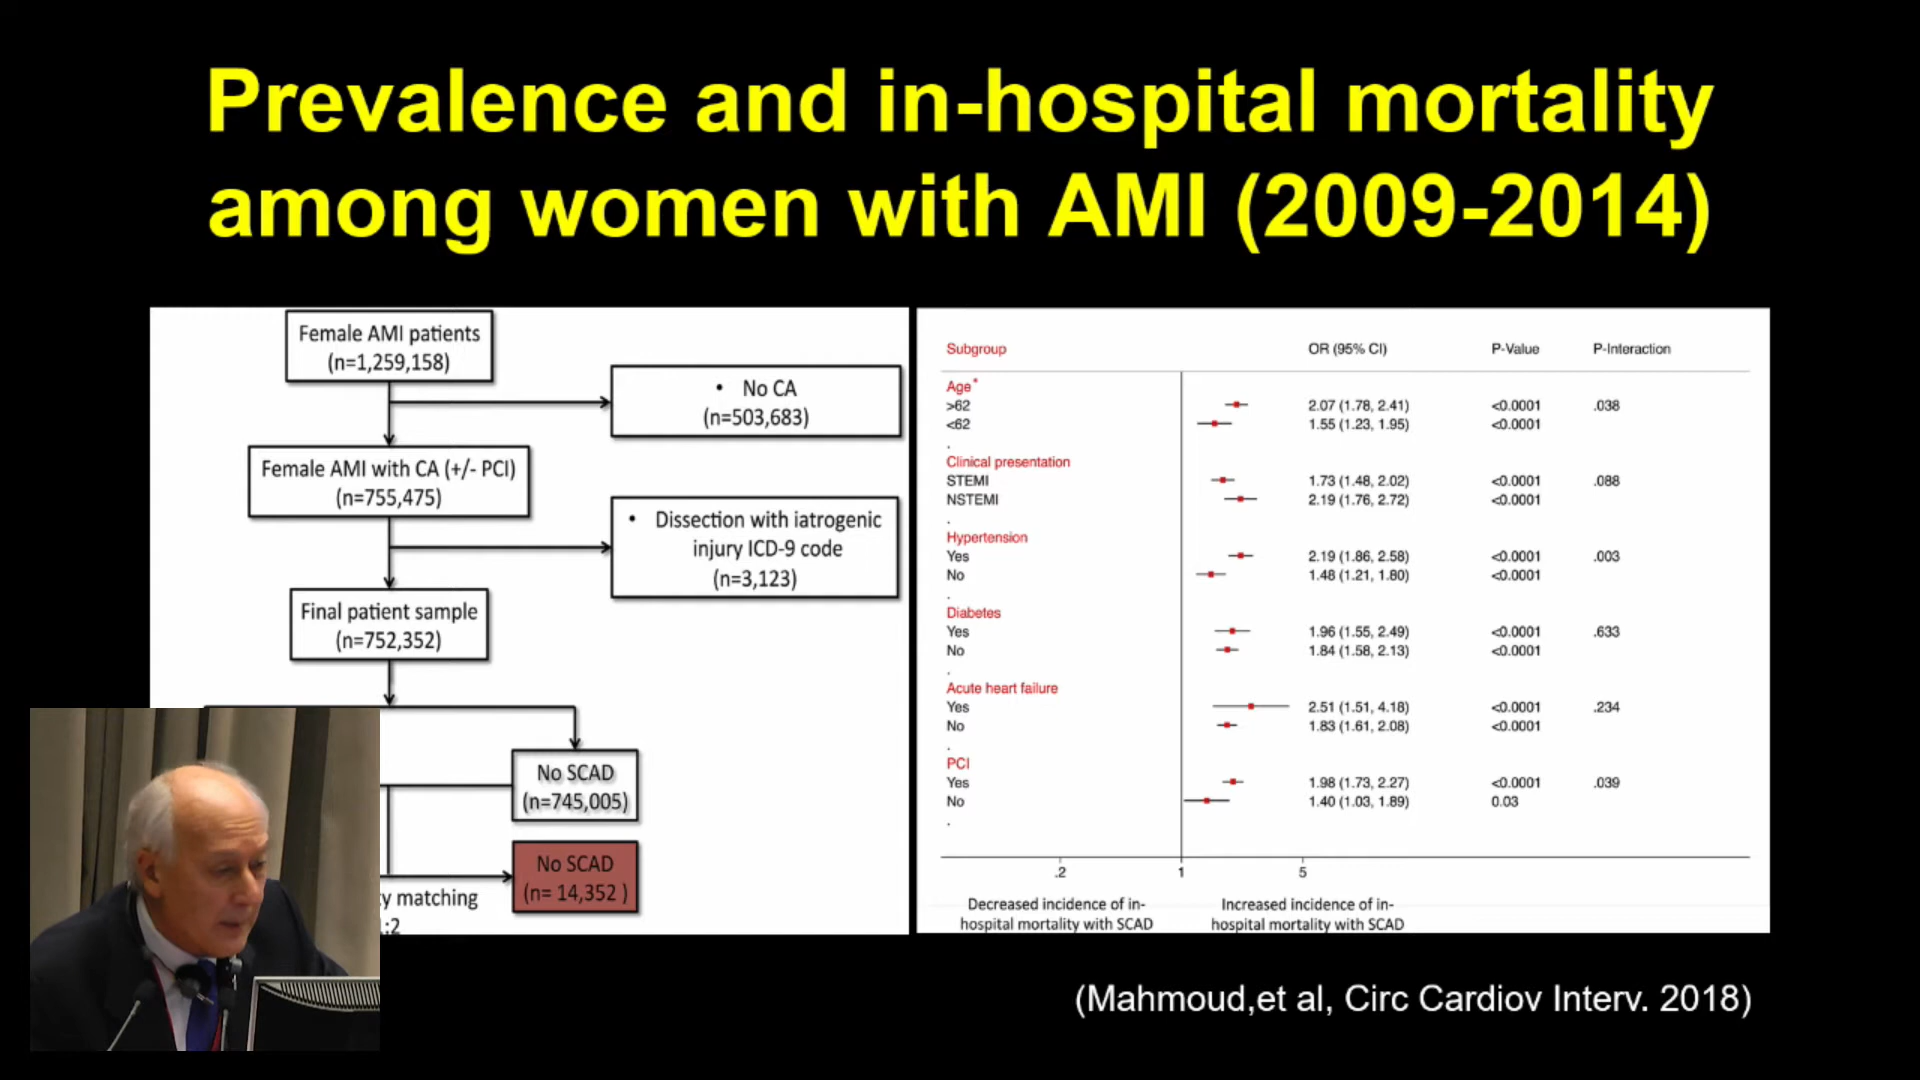 Prevalence and in-hospital mortality
among women with AMI (2009-2014)
Female AMI patients
(n=1,259,158)
• No CA
(n=503,683)
Female AMI with CA (+/- PCI)
(n=755,475)
• Dissection with iatrogenic
injury ICD-9 code
(n=3,123)
Final patient sample
(n=752,352)
No SCAD
(n=745,005)
No SCAD
(n= 14,352 )
matching
:2
Subgroup OR (95% CI) P-Value P-Interaction
Age*
>62 2.07 (1.78, 2.41) <0.0001 .038
<62 1.55 (1.23, 1.95) <0.0001
.
Clinical presentation
STEMI 1.73 (1.48, 2.02) <0.0001 .088
NSTEMI 2.19 (1.76, 2.72) <0.0001
.
Hypertension
Yes 2.19 (1.86, 2.58) <0.0001 .003
No 1.48 (1.21, 1.80) <0.0001
.
Diabetes
Yes 1.96 (1.55, 2.49) <0.0001 .633
No 1.84 (1.58, 2.13) <0.0001
.
Acute heart failure
Yes 2.51 (1.51, 4.18) <0.0001 .234
No 1.83 (1.61, 2.08) <0.0001
.
PCI
Yes 1.98 (1.73, 2.27) <0.0001 .039
No 1.40 (1.03, 1.89) 0.03
.
.2 1 5
Decreased incidence of in-
hospital mortality with SCAD
Increased incidence of in-
hospital mortality with SCAD
(Mahmoud,et al, Circ Cardiov Interv. 2018)